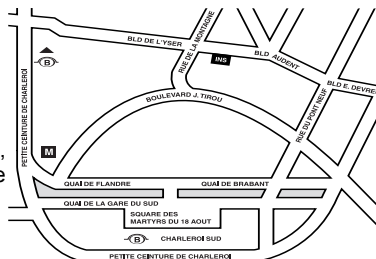 BLD DE L'YSER
RUE DE LA MONTAGNE
INS
BLD AUDENT
BLD E. DEVRE
B
PETITE CEINTURE DE CHARLEROI
BOULEVARD J. TIROU
RUE DU PONT NEUF
M
,
e
QUAI DE FLANDRE
QUAI DE BRABANT
QUAI DE LA GARE DU SUD
SQUARE DES
MARTYRS DU 18 AOUT
B CHARLEROI SUD
PETITE CEINTURE DE CHARLEROI